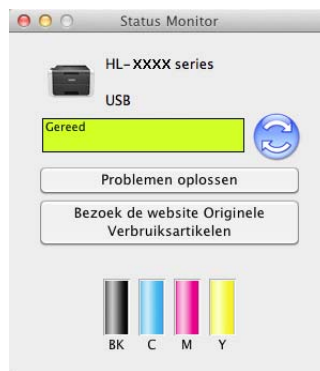 Status Monitor
HL-XXXX series
USB
Gereed
Problemen oplossen
Bezoek de website Originele
Verbruiksartikelen
BK C M Y